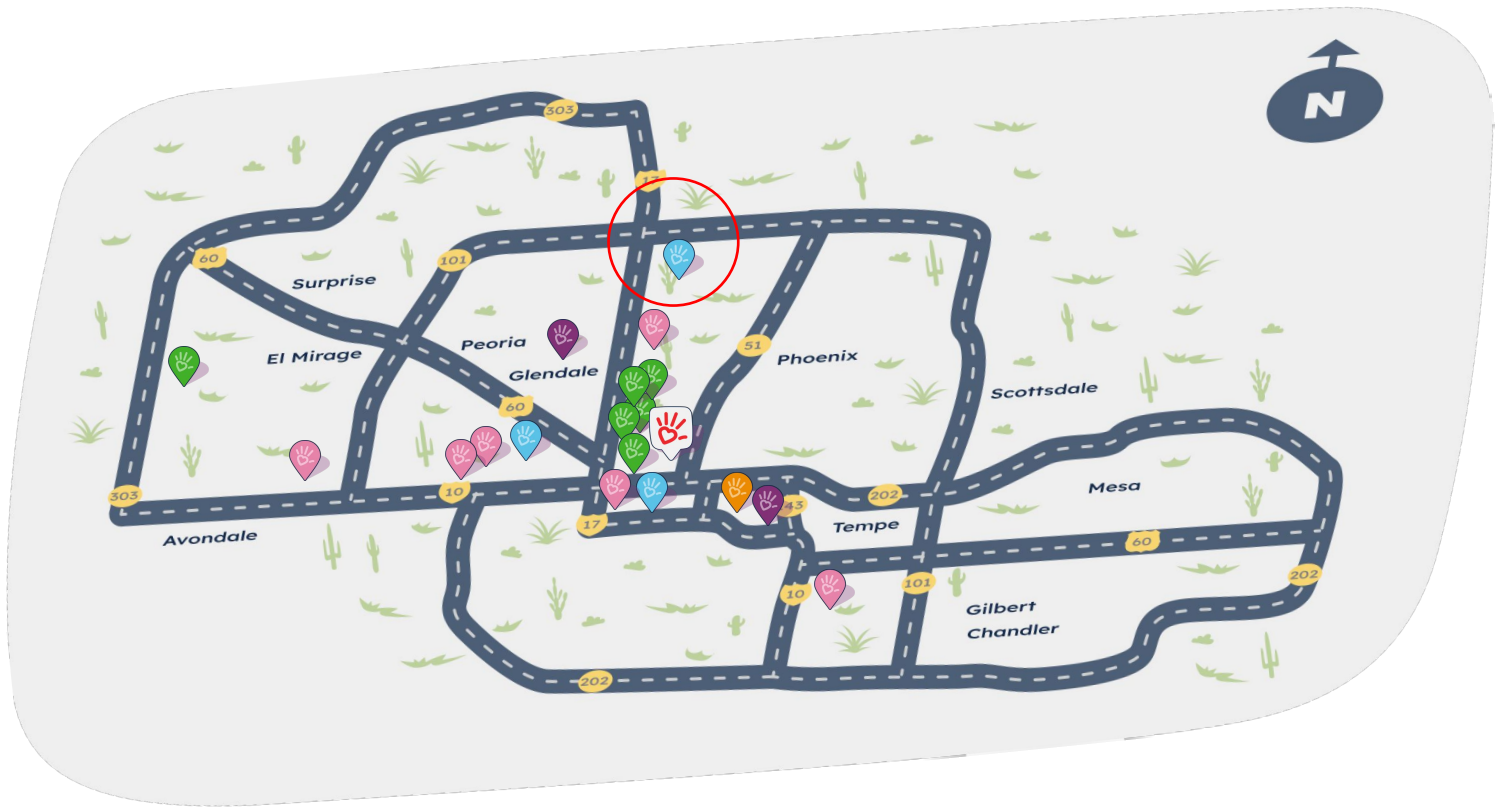 N
303
17
60
101
Surprise
El Mirage
Peoria
Glendale
51
Phoenix
Scottsdale
60
303
10
202
43
Mesa
17
Tempe
Avondale
60
202
10
101
Gilbert
Chandler
202